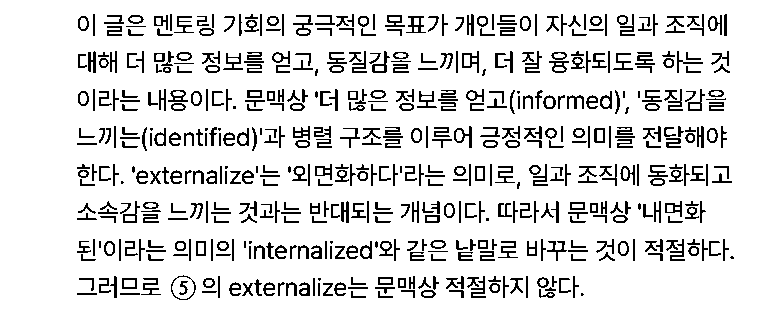 이 글은 멘토링 기회의 궁극적인 목표가 개인들이 자신의 일과 조직에
대해 더 많은 정보를 얻고, 동질감을 느끼며, 더 잘 융화되도록 하는 것
이라는 내용이다. 문맥상 '더 많은 정보를 얻고(informed)', '동질감을
느끼는(identified)'과 병렬 구조를 이루어 긍정적인 의미를 전달해야
한다. 'externalize'는 '외면화하다'라는 의미로, 일과 조직에 동화되고
소속감을 느끼는 것과는 반대되는 개념이다. 따라서 문맥상 '내면화
된'이라는 의미의 'internalized'와 같은 낱말로 바꾸는 것이 적절하다.
그러므로 ⑤의 externalize는 문맥상 적절하지 않다.